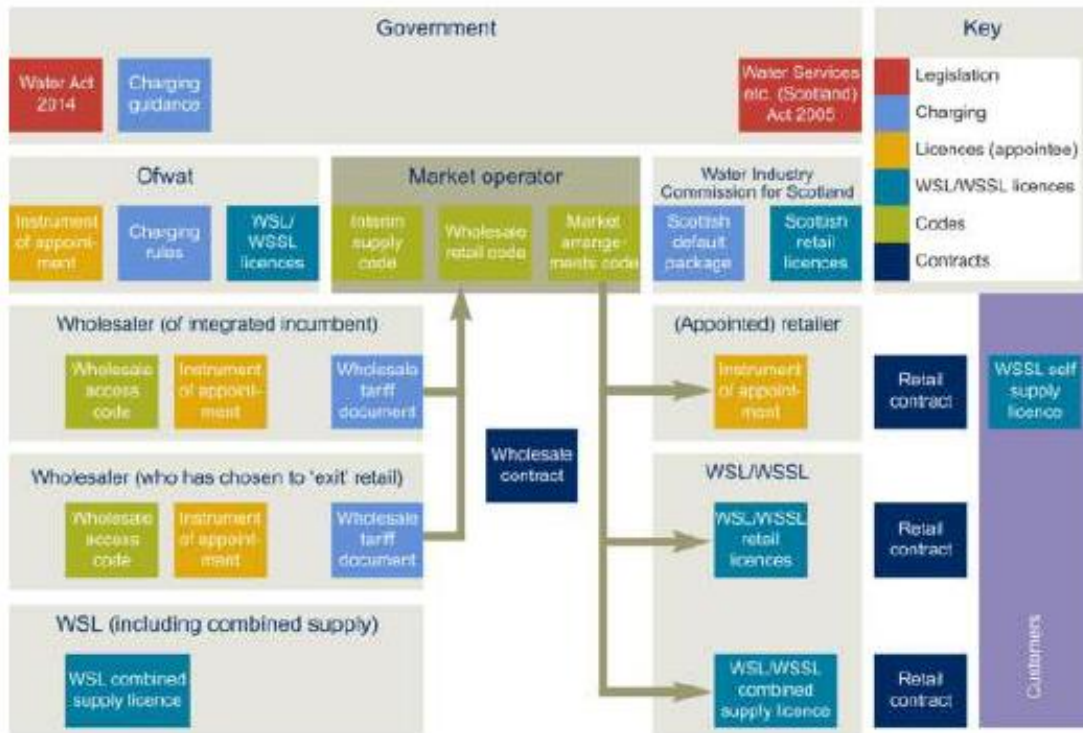 Government
Key
Water Act
2014
Charging
guidance
Water Services
etc. (Scotland)
Act 2005
Legislation
Charging
Licences (appointee)
WSL/WSSL licences
Codes
Contracts
Ofwat
Market operator
Water Industry
Commission for Scotland
Instrument
of appoint-
ment
Charging
rules
WSL/
WSSL
licences
Interim
supply code
Wholesale
retail code
Market
arrange-
ments code
Scottish
default
package
Scottish
retail
licences
Wholesaler (of integrated incumbent)
(Appointed) retailer
Wholesale
access
code
Instrument
of appoint-
ment
Wholesale
tariff
document
Instrument
of appoint-
ment
Retail
contract
WSSL self
supply
licence
Wholesale
contract
Wholesaler (who has chosen to 'exit' retail)
WSL/WSSL
Wholesale
access
code
Instrument
of appoint-
ment
Wholesale
tariff
document
WSL/WSSL
retail
licences
Retail
contract
WSL (including combined supply)
WSL combined
supply licence
WSL/WSSL
combined
supply licence
Retail
contract
Customers